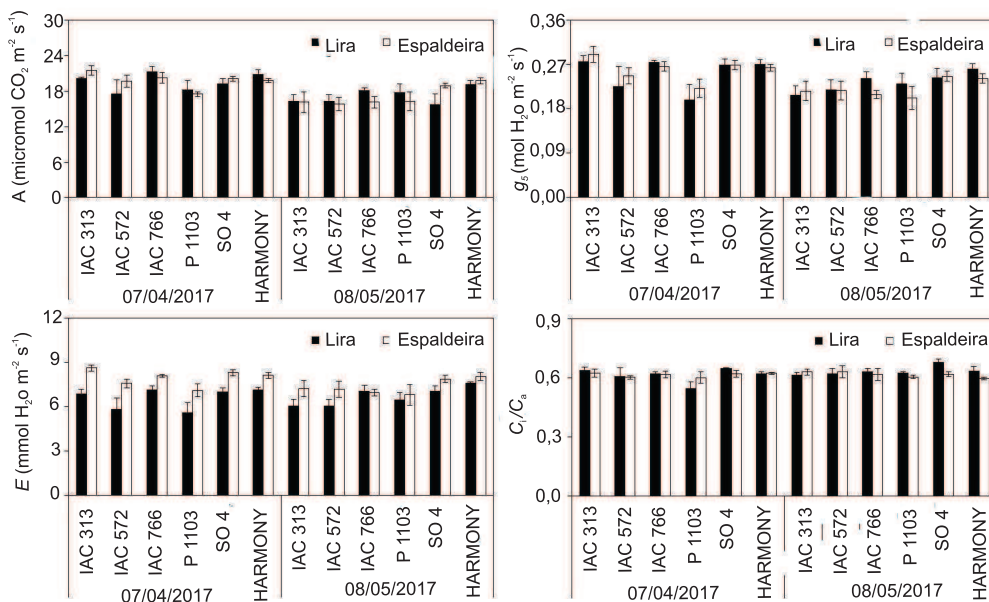 30
24
18
12
6
0
A (micromol CO₂ m⁻² s⁻¹)
Lira Espaldeira
IAC 313 IAC 572 IAC 766 P 1103 SO 4 HARMONY IAC 313 IAC 572 IAC 766 P 1103 SO 4 HARMONY
07/04/2017 08/05/2017
0,36
0,27
0,18
0,09
0,00
g₅ (mol H₂o m⁻² s⁻¹)
Lira Espaldeira
IAC 313 IAC 572 IAC 766 P 1103 SO 4 HARMONY IAC 313 IAC 572 IAC 766 P 1103 SO 4 HARMONY
07/04/2017 08/05/2017
12
9
6
3
0
E (mmol H₂o m⁻² s⁻¹)
Lira Espaldeira
IAC 313 IAC 572 IAC 766 P 1103 SO 4 HARMONY IAC 313 IAC 572 IAC 766 P 1103 SO 4 HARMONY
07/04/2017 08/05/2017
0,9
0,6
0,3
0,0
Cᵢ/Cₐ
Lira Espaldeira
IAC 313 IAC 572 IAC 766 P 1103 SO 4 HARMONY IAC 313 IAC 572 IAC 766 P 1103 SO 4 HARMONY
07/04/2017 08/05/2017